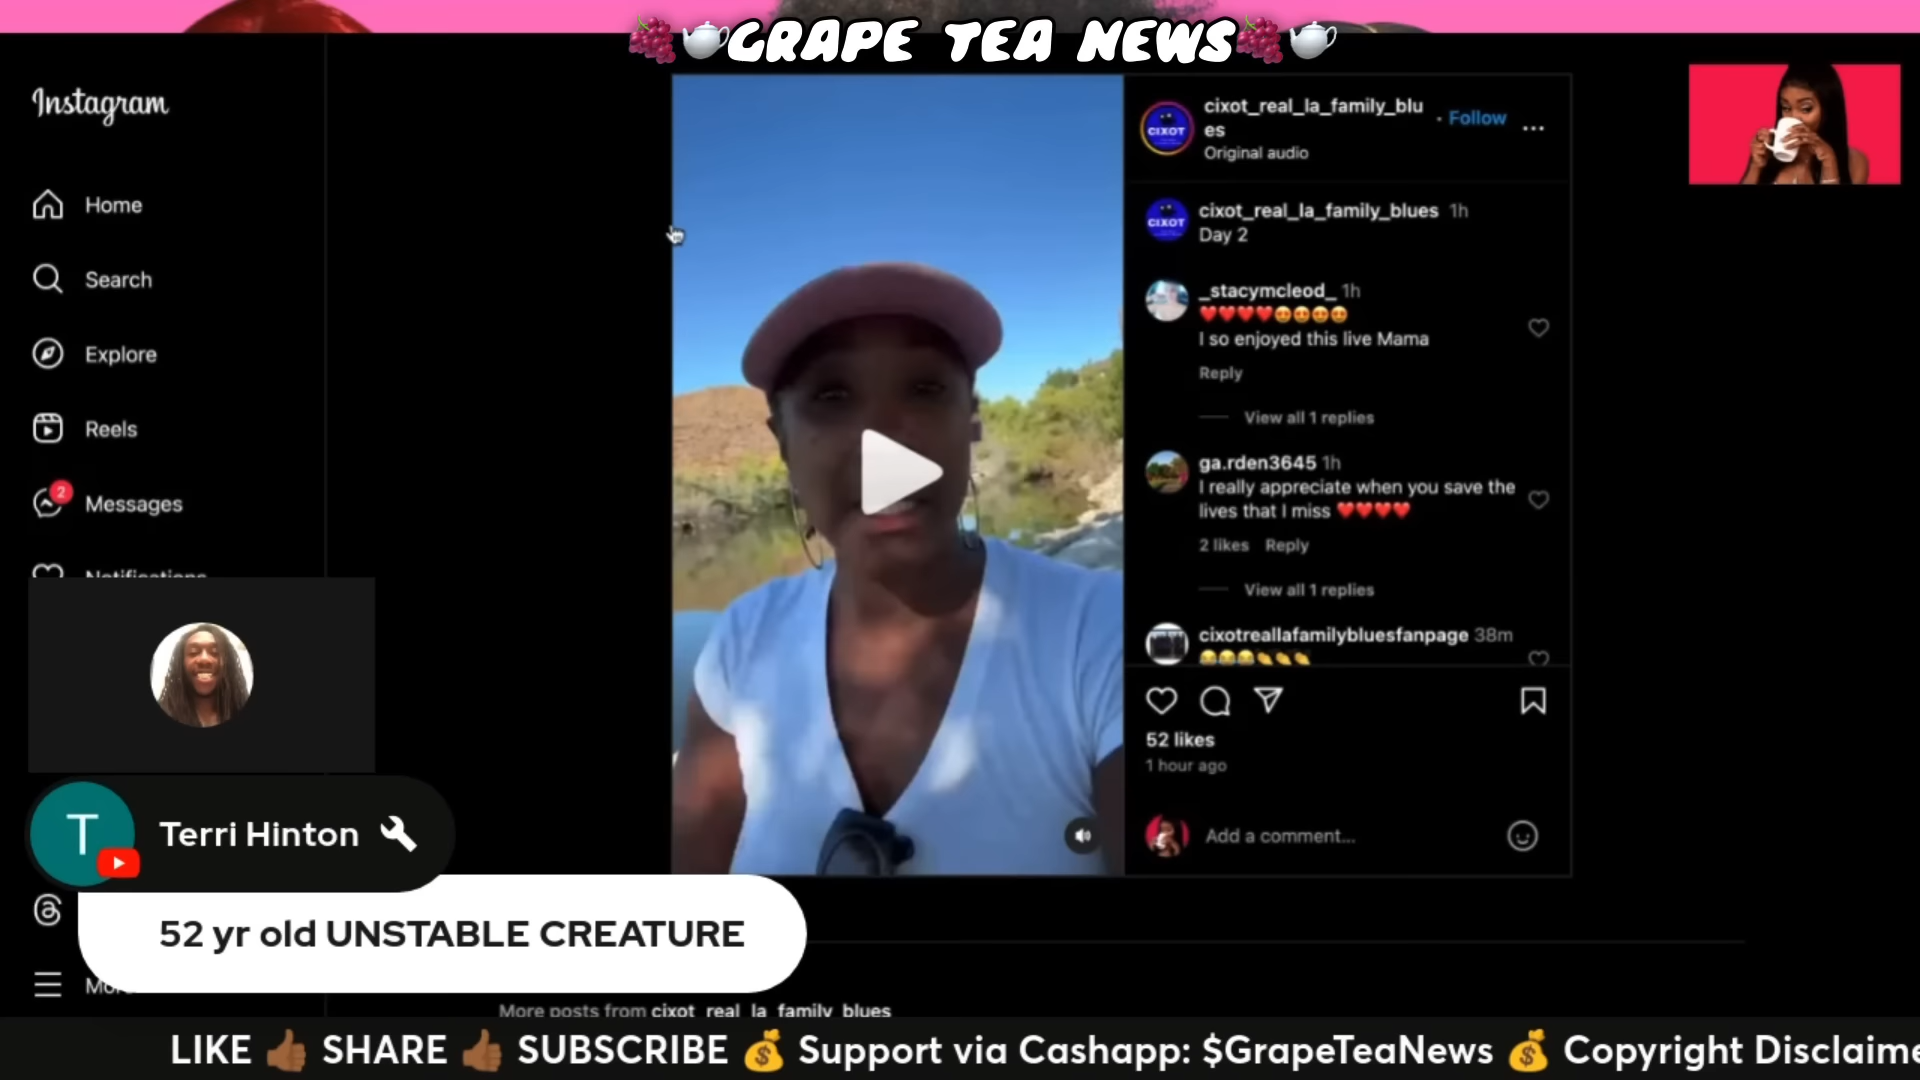 🍇🫖GRAPE TEA NEWS🍇🫖
Instagram
Home
Search
Explore
Reels
2
Messages
Notifications
CIXOT
cixot_real_la_family_blu
es
• Follow
Original audio
CIXOT
cixot_real_la_family_blues 1h
Day 2
_stacymcleod_ 1h
❤️❤️❤️❤️😍😍😍😍
I so enjoyed this live Mama
Reply
View all 1 replies
ga.rden3645 1h
I really appreciate when you save the
lives that I miss ❤️❤️❤️❤️
2 likes Reply
View all 1 replies
cixotreallafamilybluesfanpage 38m
😂😂😂👏👏👏
52 likes
1 hour ago
Add a comment...
T
Terri Hinton
52 yr old UNSTABLE CREATURE
More posts from cixot_real_la_family_blues
LIKE 👍🏾 SHARE 👍🏾 SUBSCRIBE 💰 Support via Cashapp: $GrapeTeaNews 💰 Copyright Disclaime